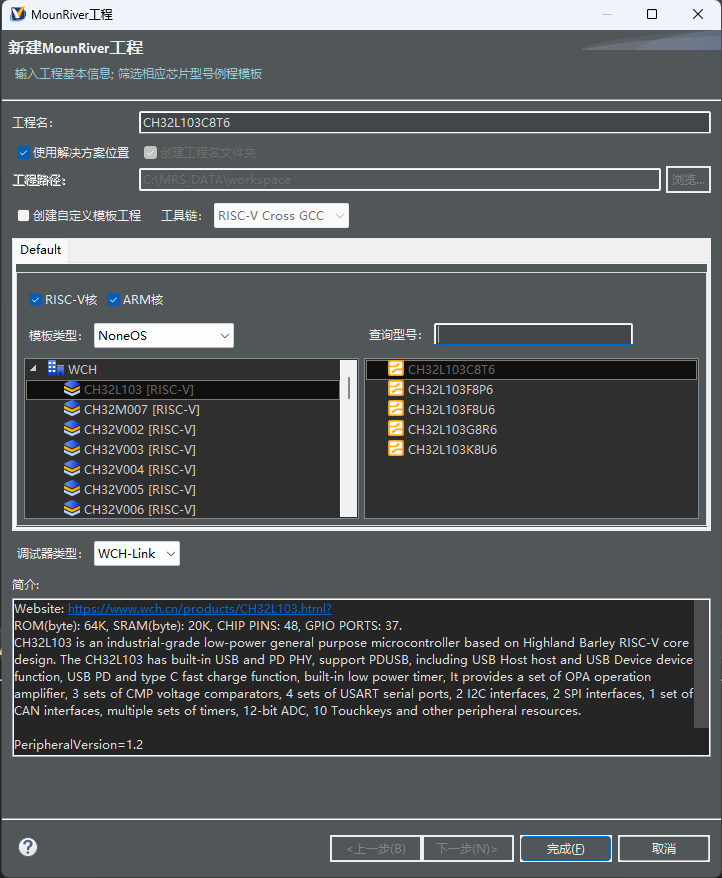 MounRiver工程
新建MounRiver工程
输入工程基本信息; 筛选相应芯片型号例程模板
工程名:
CH32L103C8T6
使用解决方案位置
创建工程名文件夹
工程路径:
C:\MRS_DATA\workspace
浏览...
创建自定义模板工程
工具链:
RISC-V Cross GCC
Default
RISC-V核
ARM核
模板类型:
NoneOS
查询型号:
WCH
CH32L103 [RISC-V]
CH32M007 [RISC-V]
CH32V002 [RISC-V]
CH32V003 [RISC-V]
CH32V004 [RISC-V]
CH32V005 [RISC-V]
CH32V006 [RISC-V]
CH32L103C8T6
CH32L103F8P6
CH32L103F8U6
CH32L103G8R6
CH32L103K8U6
调试器类型:
WCH-Link
简介:
Website: https://www.wch.cn/products/CH32L103.html?
ROM(byte): 64K, SRAM(byte): 20K, CHIP PINS: 48, GPIO PORTS: 37.
CH32L103 is an industrial-grade low-power general purpose microcontroller based on Highland Barley RISC-V core
design. The CH32L103 has built-in USB and PD PHY, support PDUSB, including USB Host host and USB Device device
function, USB PD and type C fast charge function, built-in low power timer, It provides a set of OPA operation
amplifier, 3 sets of CMP voltage comparators, 4 sets of USART serial ports, 2 I2C interfaces, 2 SPI interfaces, 1 set of
CAN interfaces, multiple sets of timers, 12-bit ADC, 10 Touchkeys and other peripheral resources.
PeripheralVersion=1.2
<上一步(B)
下一步(N)>
完成(F)
取消